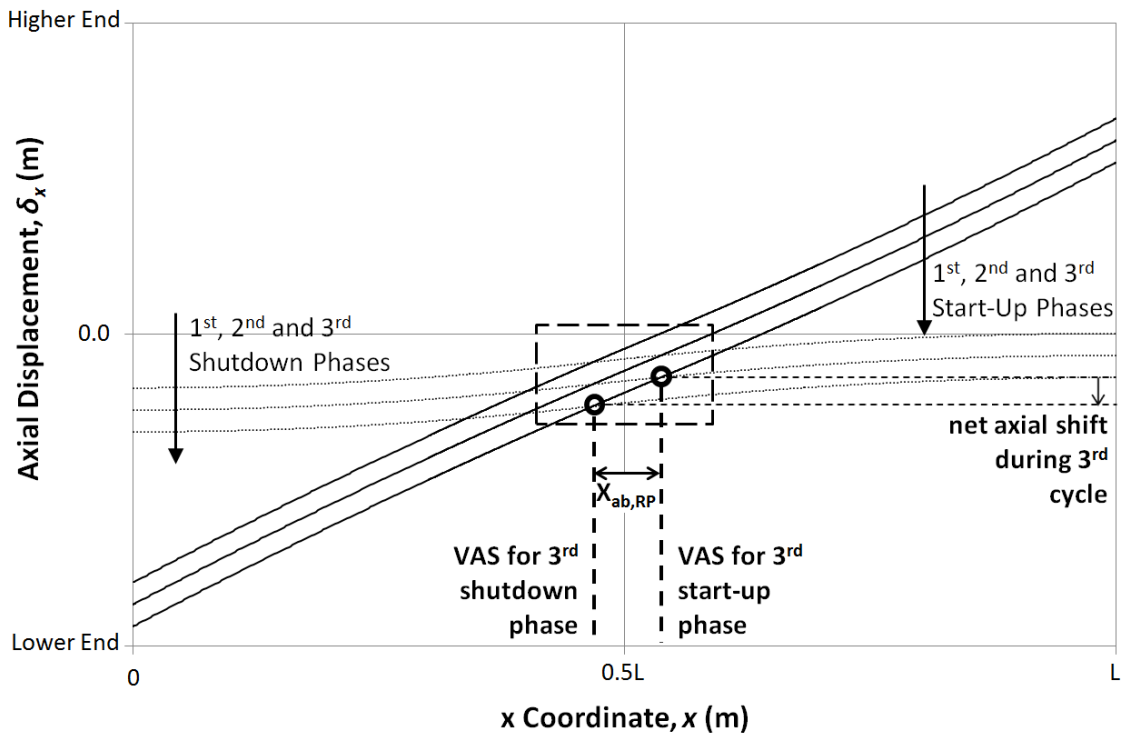 Higher End
Axial Displacement, δx (m)
1st, 2nd and 3rd
Start-Up Phases
0.0
1st, 2nd and 3rd
Shutdown Phases
net axial shift
during 3rd
cycle
Xab,RP
VAS for 3rd
shutdown
phase
VAS for 3rd
start-up
phase
Lower End
0
0.5L
L
x Coordinate, x (m)